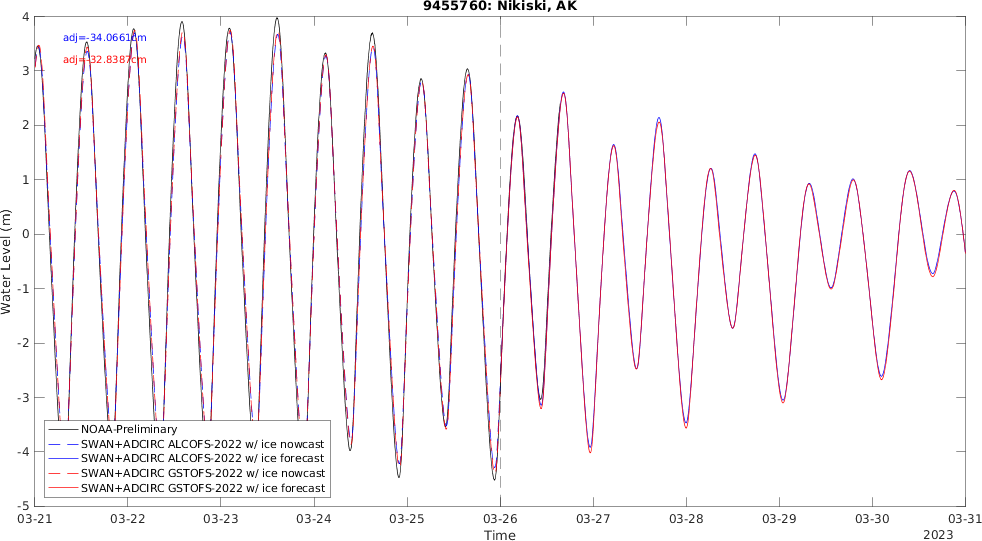 9455760: Nikiski, AK
adj=-34.0661cm
adj=-32.8387cm
Water Level (m)
4
3
2
1
0
-1
-2
-3
-4
-5
NOAA-Preliminary
SWAN+ADCIRC ALCOFS-2022 w/ ice nowcast
SWAN+ADCIRC ALCOFS-2022 w/ ice forecast
SWAN+ADCIRC GSTOFS-2022 w/ ice nowcast
SWAN+ADCIRC GSTOFS-2022 w/ ice forecast
03-21 03-22 03-23 03-24 03-25 03-26 03-27 03-28 03-29 03-30 03-31
Time
2023